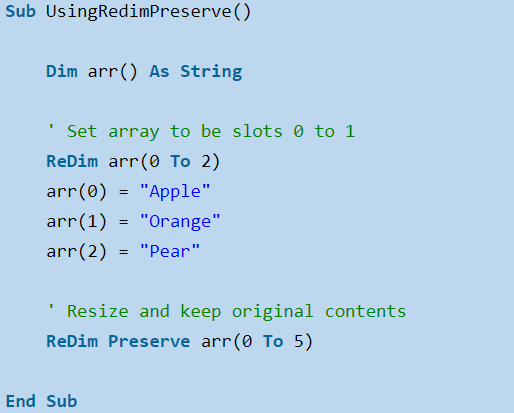 Sub UsingRedimPreserve()
Dim arr() As String
' Set array to be slots 0 to 1
ReDim arr(0 To 2)
arr(0) = "Apple"
arr(1) = "Orange"
arr(2) = "Pear"
' Resize and keep original contents
ReDim Preserve arr(0 To 5)
End Sub